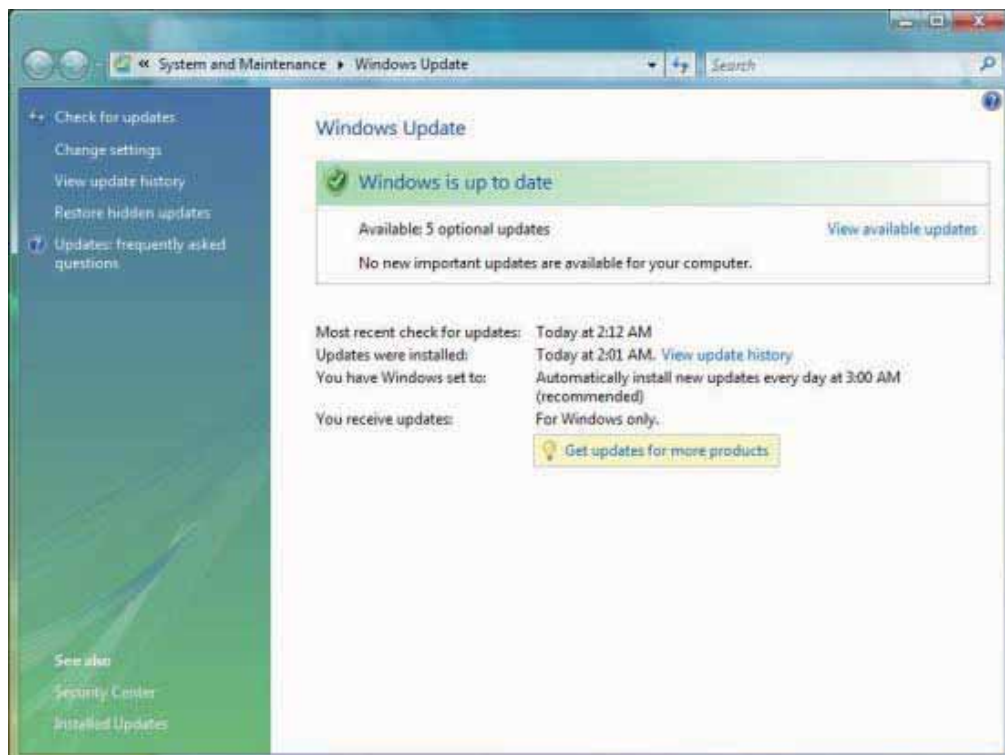 « System and Maintenance ▸ Windows Update
Search
Check for updates
Change settings
View update history
Restore hidden updates
Updates: frequently asked
questions
See also
Security Center
Installed Updates
Windows Update
Windows is up to date
Available: 5 optional updates View available updates
No new important updates are available for your computer.
Most recent check for updates: Today at 2:12 AM
Updates were installed: Today at 2:01 AM. View update history
You have Windows set to: Automatically install new updates every day at 3:00 AM
(recommended)
You receive updates: For Windows only.
Get updates for more products